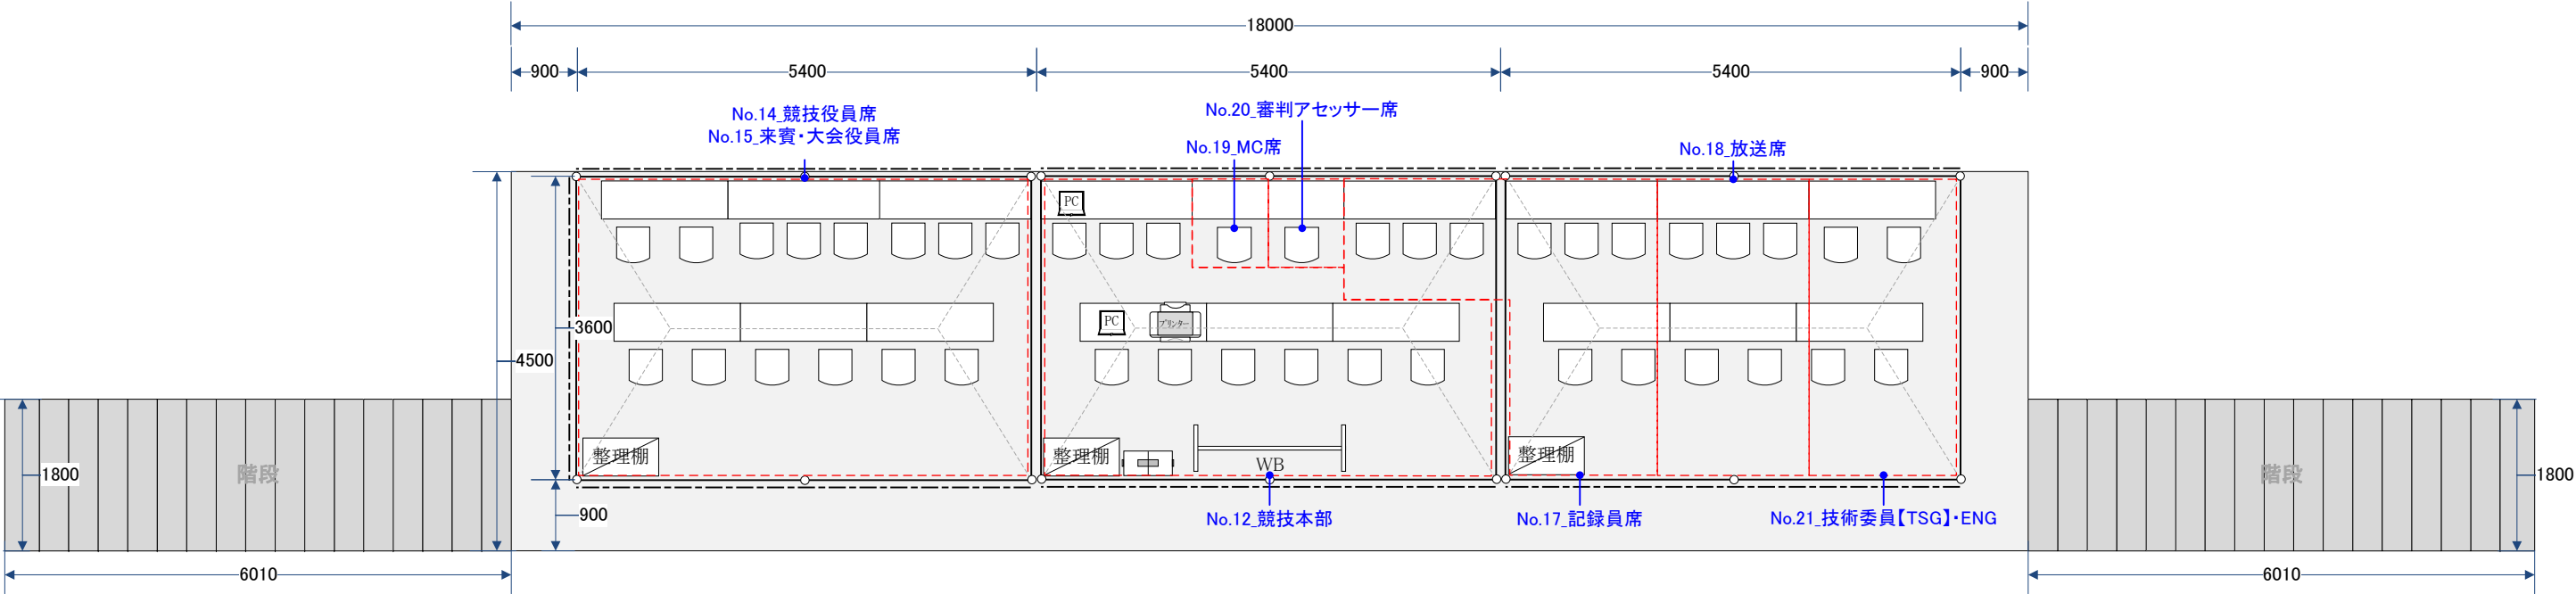 18000
900
5400
5400
5400
900
No.14_競技役員席
No.15_来賓・大会役員席
No.20_審判アセッサー席
No.19_MC席
No.18_放送席
PC
PC
プリンター
3600
4500
整理棚
整理棚
WB
整理棚
1800
階段
階段
1800
900
No.12_競技本部
No.17_記録員席
No.21_技術委員【TSG】・ENG
6010
6010